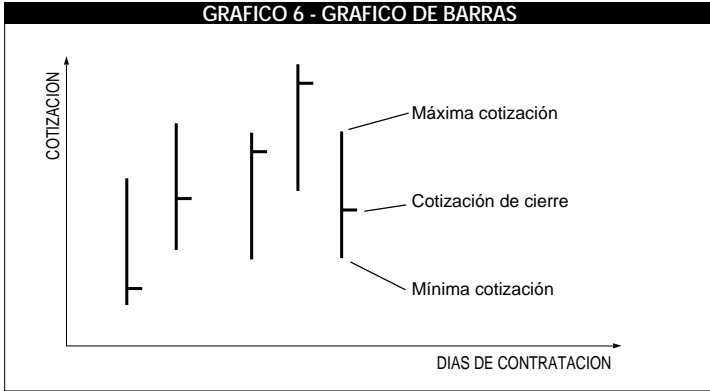 GRAFICO 6 - GRAFICO DE BARRAS
COTIZACION
Máxima cotización
Cotización de cierre
Mínima cotización
DIAS DE CONTRATACION